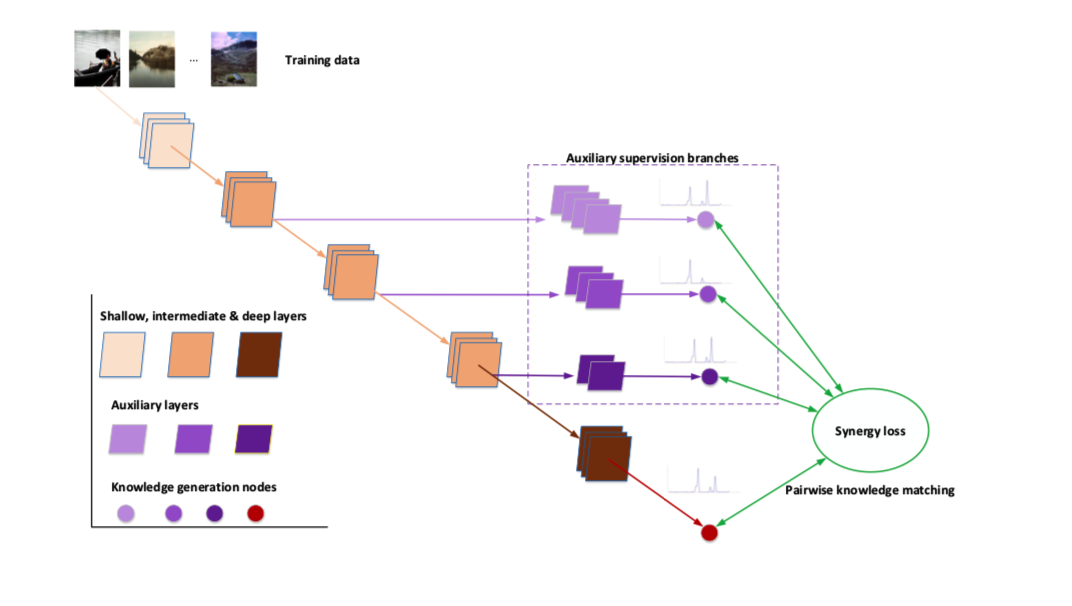 ...
Training data
Auxiliary supervision branches
Shallow, intermediate & deep layers
Auxiliary layers
Synergy loss
Knowledge generation nodes
Pairwise knowledge matching